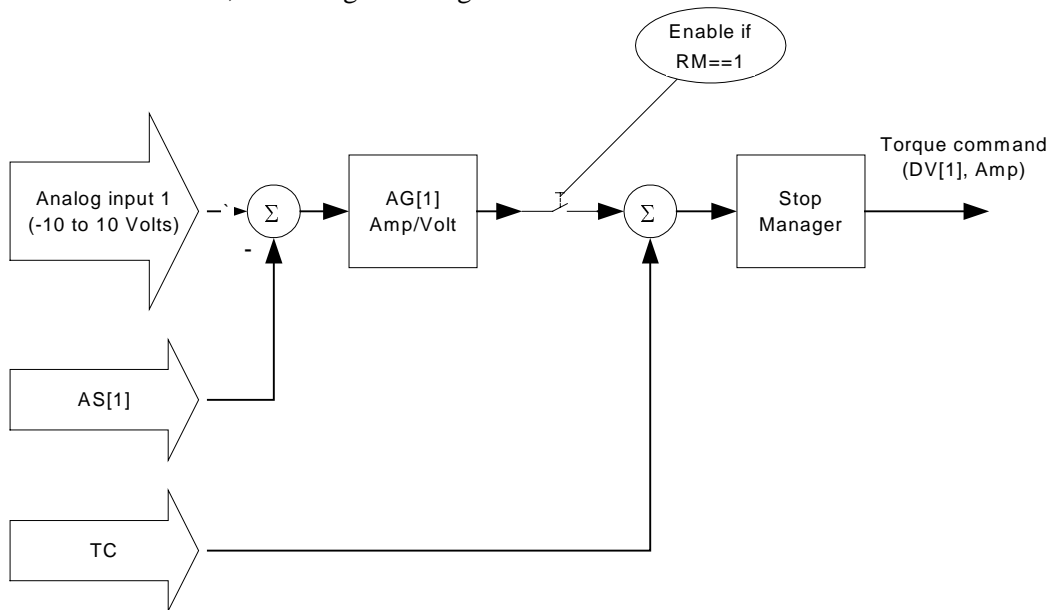 Enable if
RM==1
Torque command
(DV[1], Amp)
Analog input 1
(-10 to 10 Volts)
Σ
AG[1]
Amp/Volt
Σ
Stop
Manager
-
AS[1]
TC